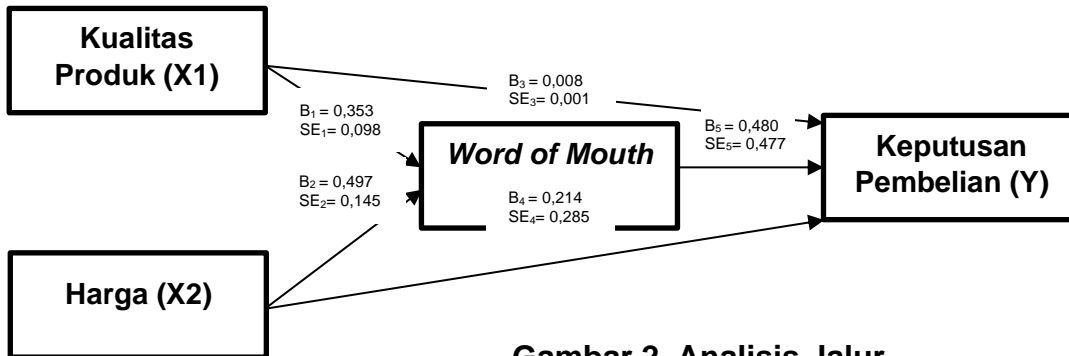 Kualitas
Produk (X1)
B₃ = 0,008
SE₃= 0,001
B₁ = 0,353
SE₁= 0,098
B₅ = 0,480
SE₅= 0,477
Word of Mouth
Keputusan
Pembelian (Y)
B₂ = 0,497
SE₂= 0,145
B₄ = 0,214
SE₄= 0,285
Harga (X2)
Gambar 2. Analisis Jalur